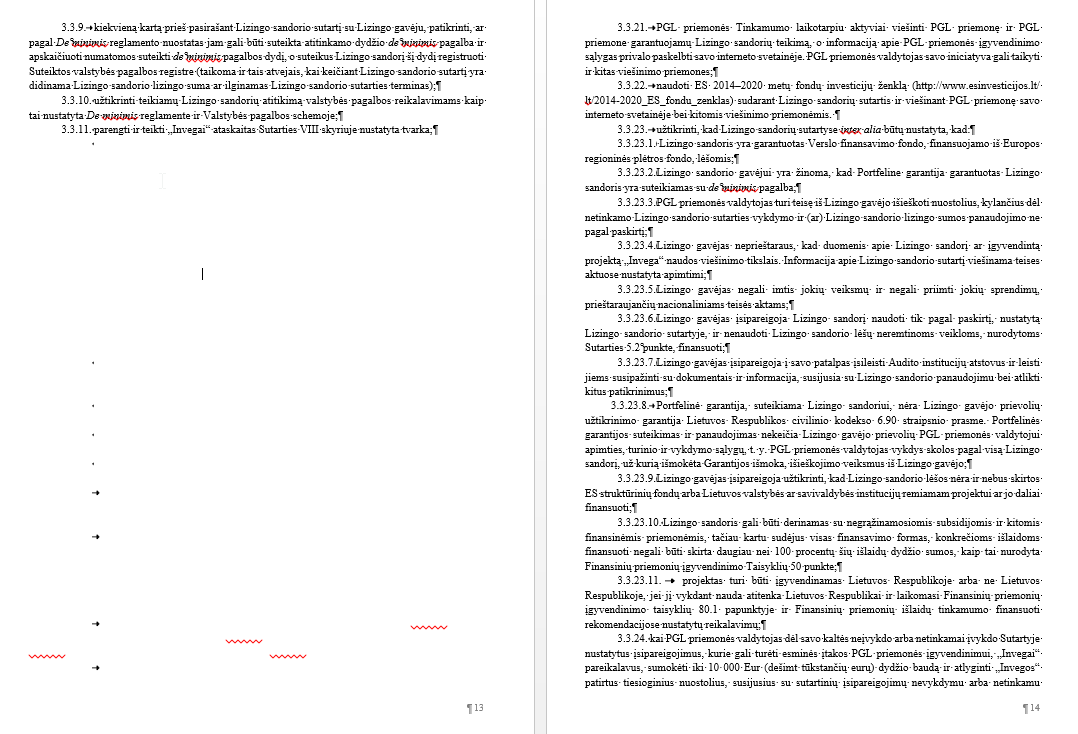 3.3.9. kiekvieną kartą prieš pasirašant Lizingo sandorio sutartį su Lizingo gavėju, patikrinti, ar
pagal De minimis reglamento nuostatas jam gali būti suteikta atitinkamo dydžio de minimis pagalba ir
apskaičiuoti numatomos suteikti de minimis pagalbos dydį, o suteikus Lizingo sandorį šį dydį registruoti
Suteiktos valstybės pagalbos registre (taikoma ir tais atvejais, kai keičiant Lizingo sandorio sutartį yra
didinama Lizingo sandorio lizingo suma ar ilginamas Lizingo sandorio sutarties terminas);¶
3.3.10. užtikrinti teikiamų Lizingo sandorių atitikimą valstybės pagalbos reikalavimams kaip
tai nustatyta De minimis reglamente ir Valstybės pagalbos schemoje;¶
3.3.11. parengti ir teikti „Invegai“ ataskaitas Sutarties VIII skyriuje nustatyta tvarka;¶
¶ 13
3.3.21. PGL priemonės Tinkamumo laikotarpiu aktyviai viešinti PGL priemonę ir PGL
priemone garantuojamų Lizingo sandorių teikimą, o informaciją apie PGL priemonės įgyvendinimo
sąlygas privalo paskelbti savo interneto svetainėje. PGL priemonės valdytojas savo iniciatyva gali taikyti
ir kitas viešinimo priemones;¶
3.3.22. naudoti ES 2014–2020 metų fondų investicijų ženklą (http://www.esinvesticijos.lt/
lt/2014-2020_ES_fondu_zenklas) sudarant Lizingo sandorių sutartis ir viešinant PGL priemonę savo
interneto svetainėje bei kitomis viešinimo priemonėmis. ¶
3.3.23. užtikrinti, kad Lizingo sandorių sutartyse inter alia būtų nustatyta, kad:¶
3.3.23.1. Lizingo sandoris yra garantuotas Verslo finansavimo fondo, finansuojamo iš Europos
regioninės plėtros fondo, lėšomis;¶
3.3.23.2. Lizingo sandorio gavėjui yra žinoma, kad Portfeline garantija garantuotas Lizingo
sandoris yra suteikiamas su de minimis pagalba;¶
3.3.23.3. PGL priemonės valdytojas turi teisę iš Lizingo gavėjo išieškoti nuostolius, kylančius dėl
netinkamo Lizingo sandorio sutarties vykdymo ir (ar) Lizingo sandorio lizingo sumos panaudojimo ne
pagal paskirtį;¶
3.3.23.4. Lizingo gavėjas neprieštaraus, kad duomenis apie Lizingo sandorį ar įgyvendintą
projektą „Invega“ naudos viešinimo tikslais. Informacija apie Lizingo sandorio sutartį viešinama teisės
aktuose nustatyta apimtimi;¶
3.3.23.5. Lizingo gavėjas negali imtis jokių veiksmų ir negali priimti jokių sprendimų,
prieštaraujančių nacionaliniams teisės aktams;¶
3.3.23.6. Lizingo gavėjas įsipareigoja Lizingo sandorį naudoti tik pagal paskirtį, nustatytą
Lizingo sandorio sutartyje, ir nenaudoti Lizingo sandorio lėšų neremtinoms veikloms, nurodytoms
Sutarties 5.2 punkte, finansuoti;¶
3.3.23.7. Lizingo gavėjas įsipareigoja į savo patalpas įsileisti Audito institucijų atstovus ir leisti
jiems susipažinti su dokumentais ir informacija, susijusia su Lizingo sandorio panaudojimu bei atlikti
kitus patikrinimus;¶
3.3.23.8. Portfelinė garantija, suteikiama Lizingo sandoriui, nėra Lizingo gavėjo prievolių
užtikrinimo garantija Lietuvos Respublikos civilinio kodekso 6.90 straipsnio prasme. Portfelinės
garantijos suteikimas ir panaudojimas nekeičia Lizingo gavėjo prievolių PGL priemonės valdytojui
apimties, turinio ir vykdymo sąlygų, t. y. PGL priemonės valdytojas vykdys skolos pagal visą Lizingo
sandorį, už kurią išmokėta Garantijos išmoka, išieškojimo veiksmus iš Lizingo gavėjo;¶
3.3.23.9. Lizingo gavėjas įsipareigoja užtikrinti, kad Lizingo sandorio lėšos nėra ir nebus skirtos
ES struktūrinių fondų arba Lietuvos valstybės ar savivaldybės institucijų remiamam projektui ar jo daliai
finansuoti;¶
3.3.23.10. Lizingo sandoris gali būti derinamas su negrąžinamosiomis subsidijomis ir kitomis
finansinėmis priemonėmis, tačiau kartu sudėjus visas finansavimo formas, konkrečioms išlaidoms
finansuoti negali būti skirta daugiau nei 100 procentų šių išlaidų dydžio sumos, kaip tai nurodyta
Finansinių priemonių įgyvendinimo Taisyklių 50 punkte;¶
3.3.23.11. projektas turi būti įgyvendinamas Lietuvos Respublikoje arba ne Lietuvos
Respublikoje, jei jį vykdant nauda atitenka Lietuvos Respublikai ir laikomasi Finansinių priemonių
įgyvendinimo taisyklių 80.1 papunktyje ir Finansinių priemonių išlaidų tinkamumo finansuoti
rekomendacijose nustatytų reikalavimų;¶
3.3.24. kai PGL priemonės valdytojas dėl savo kaltės neįvykdo arba netinkamai įvykdo Sutartyje
nustatytus įsipareigojimus, kurie gali turėti esminės įtakos PGL priemonės įgyvendinimui, „Invegai“
pareikalavus, sumokėti iki 10 000 Eur (dešimt tūkstančių eurų) dydžio baudą ir atlyginti „Invegos“
patirtus tiesioginius nuostolius, susijusius su sutartinių įsipareigojimų nevykdymu arba netinkamu
¶ 14